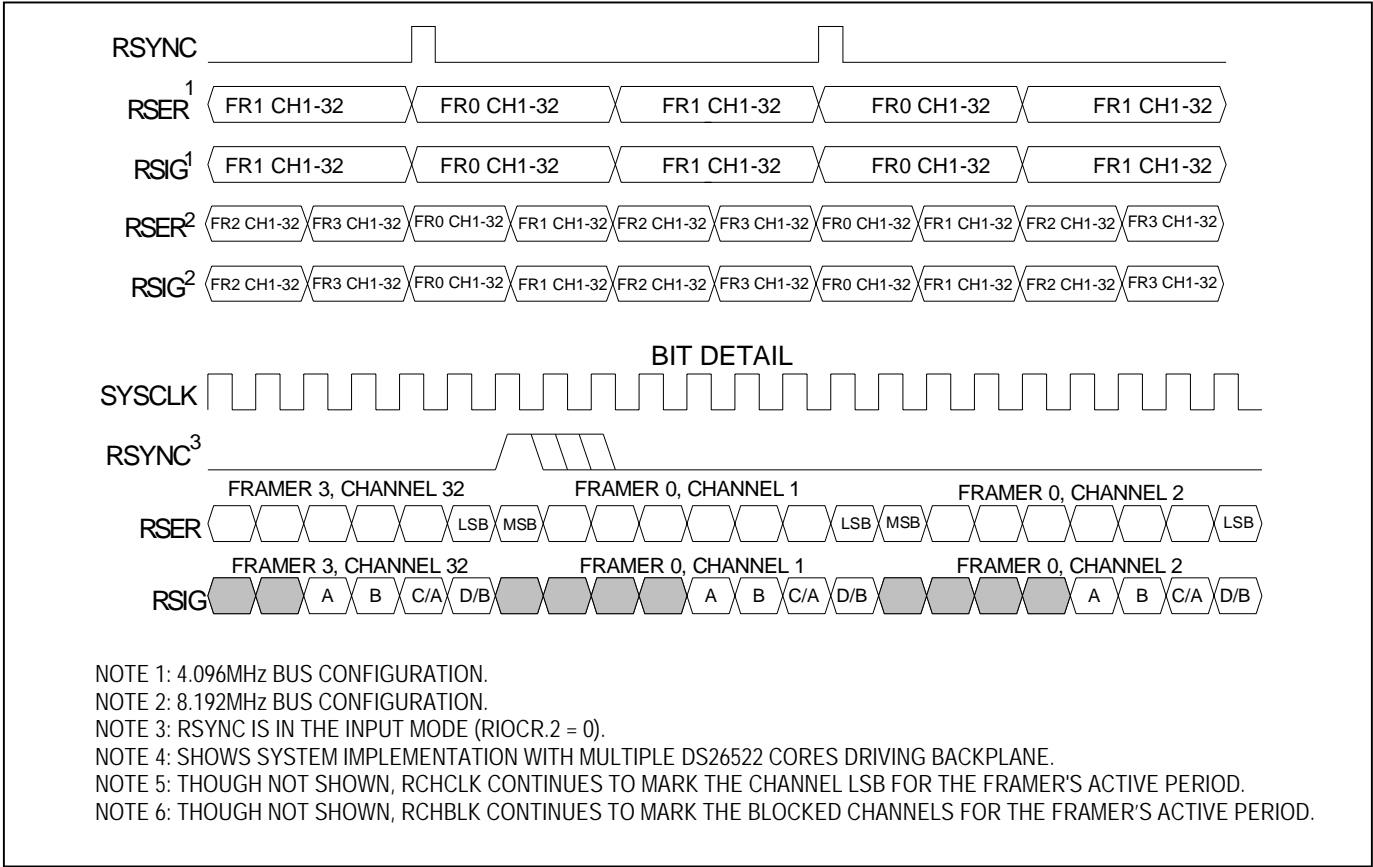 RSYNC
RSER1 FR1 CH1-32 FR0 CH1-32 FR1 CH1-32 FR0 CH1-32 FR1 CH1-32
RSIG1 FR1 CH1-32 FR0 CH1-32 FR1 CH1-32 FR0 CH1-32 FR1 CH1-32
RSER2 FR2 CH1-32 FR3 CH1-32 FR0 CH1-32 FR1 CH1-32 FR2 CH1-32 FR3 CH1-32 FR0 CH1-32 FR1 CH1-32 FR2 CH1-32 FR3 CH1-32
RSIG2 FR2 CH1-32 FR3 CH1-32 FR0 CH1-32 FR1 CH1-32 FR2 CH1-32 FR3 CH1-32 FR0 CH1-32 FR1 CH1-32 FR2 CH1-32 FR3 CH1-32
BIT DETAIL
SYSCLK
RSYNC3
FRAMER 3, CHANNEL 32 FRAMER 0, CHANNEL 1 FRAMER 0, CHANNEL 2
RSER LSB MSB LSB MSB LSB
FRAMER 3, CHANNEL 32 FRAMER 0, CHANNEL 1 FRAMER 0, CHANNEL 2
RSIG A B C/A D/B A B C/A D/B A B C/A D/B
NOTE 1: 4.096MHz BUS CONFIGURATION.
NOTE 2: 8.192MHz BUS CONFIGURATION.
NOTE 3: RSYNC IS IN THE INPUT MODE (RIOCR.2 = 0).
NOTE 4: SHOWS SYSTEM IMPLEMENTATION WITH MULTIPLE DS26522 CORES DRIVING BACKPLANE.
NOTE 5: THOUGH NOT SHOWN, RCHCLK CONTINUES TO MARK THE CHANNEL LSB FOR THE FRAMER'S ACTIVE PERIOD.
NOTE 6: THOUGH NOT SHOWN, RCHBLK CONTINUES TO MARK THE BLOCKED CHANNELS FOR THE FRAMER’S ACTIVE PERIOD.